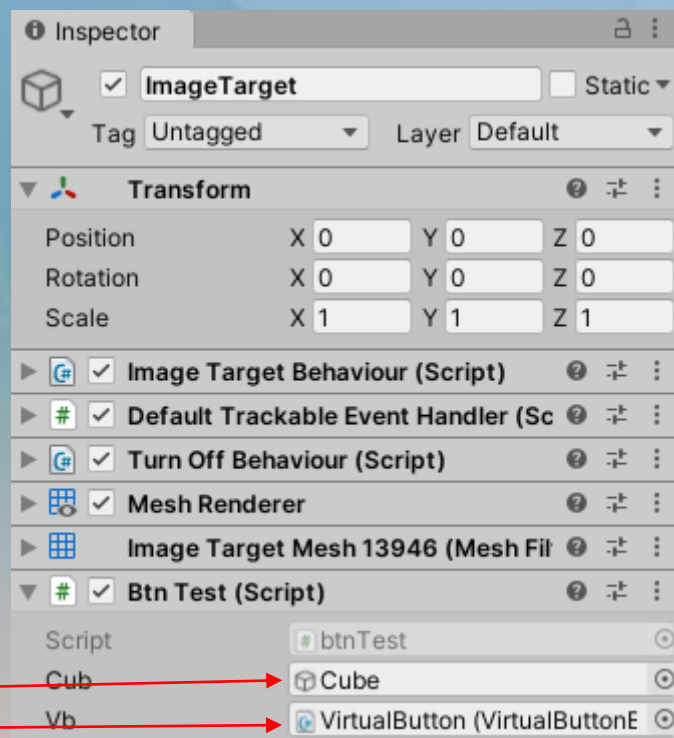 Inspector
ImageTarget Static
Tag Untagged Layer Default
Transform
Position X 0 Y 0 Z 0
Rotation X 0 Y 0 Z 0
Scale X 1 Y 1 Z 1
Image Target Behaviour (Script)
Default Trackable Event Handler (Sc
Turn Off Behaviour (Script)
Mesh Renderer
Image Target Mesh 13946 (Mesh Filt
# Btn Test (Script)
Script btnTest
Cub Cube
Vb VirtualButton (VirtualButtonE